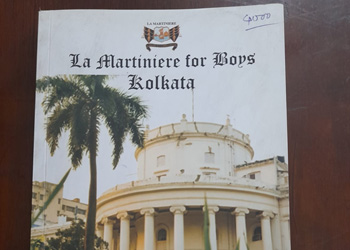 LA MARTINIERE
La Martiniere for Boys
Kolkata